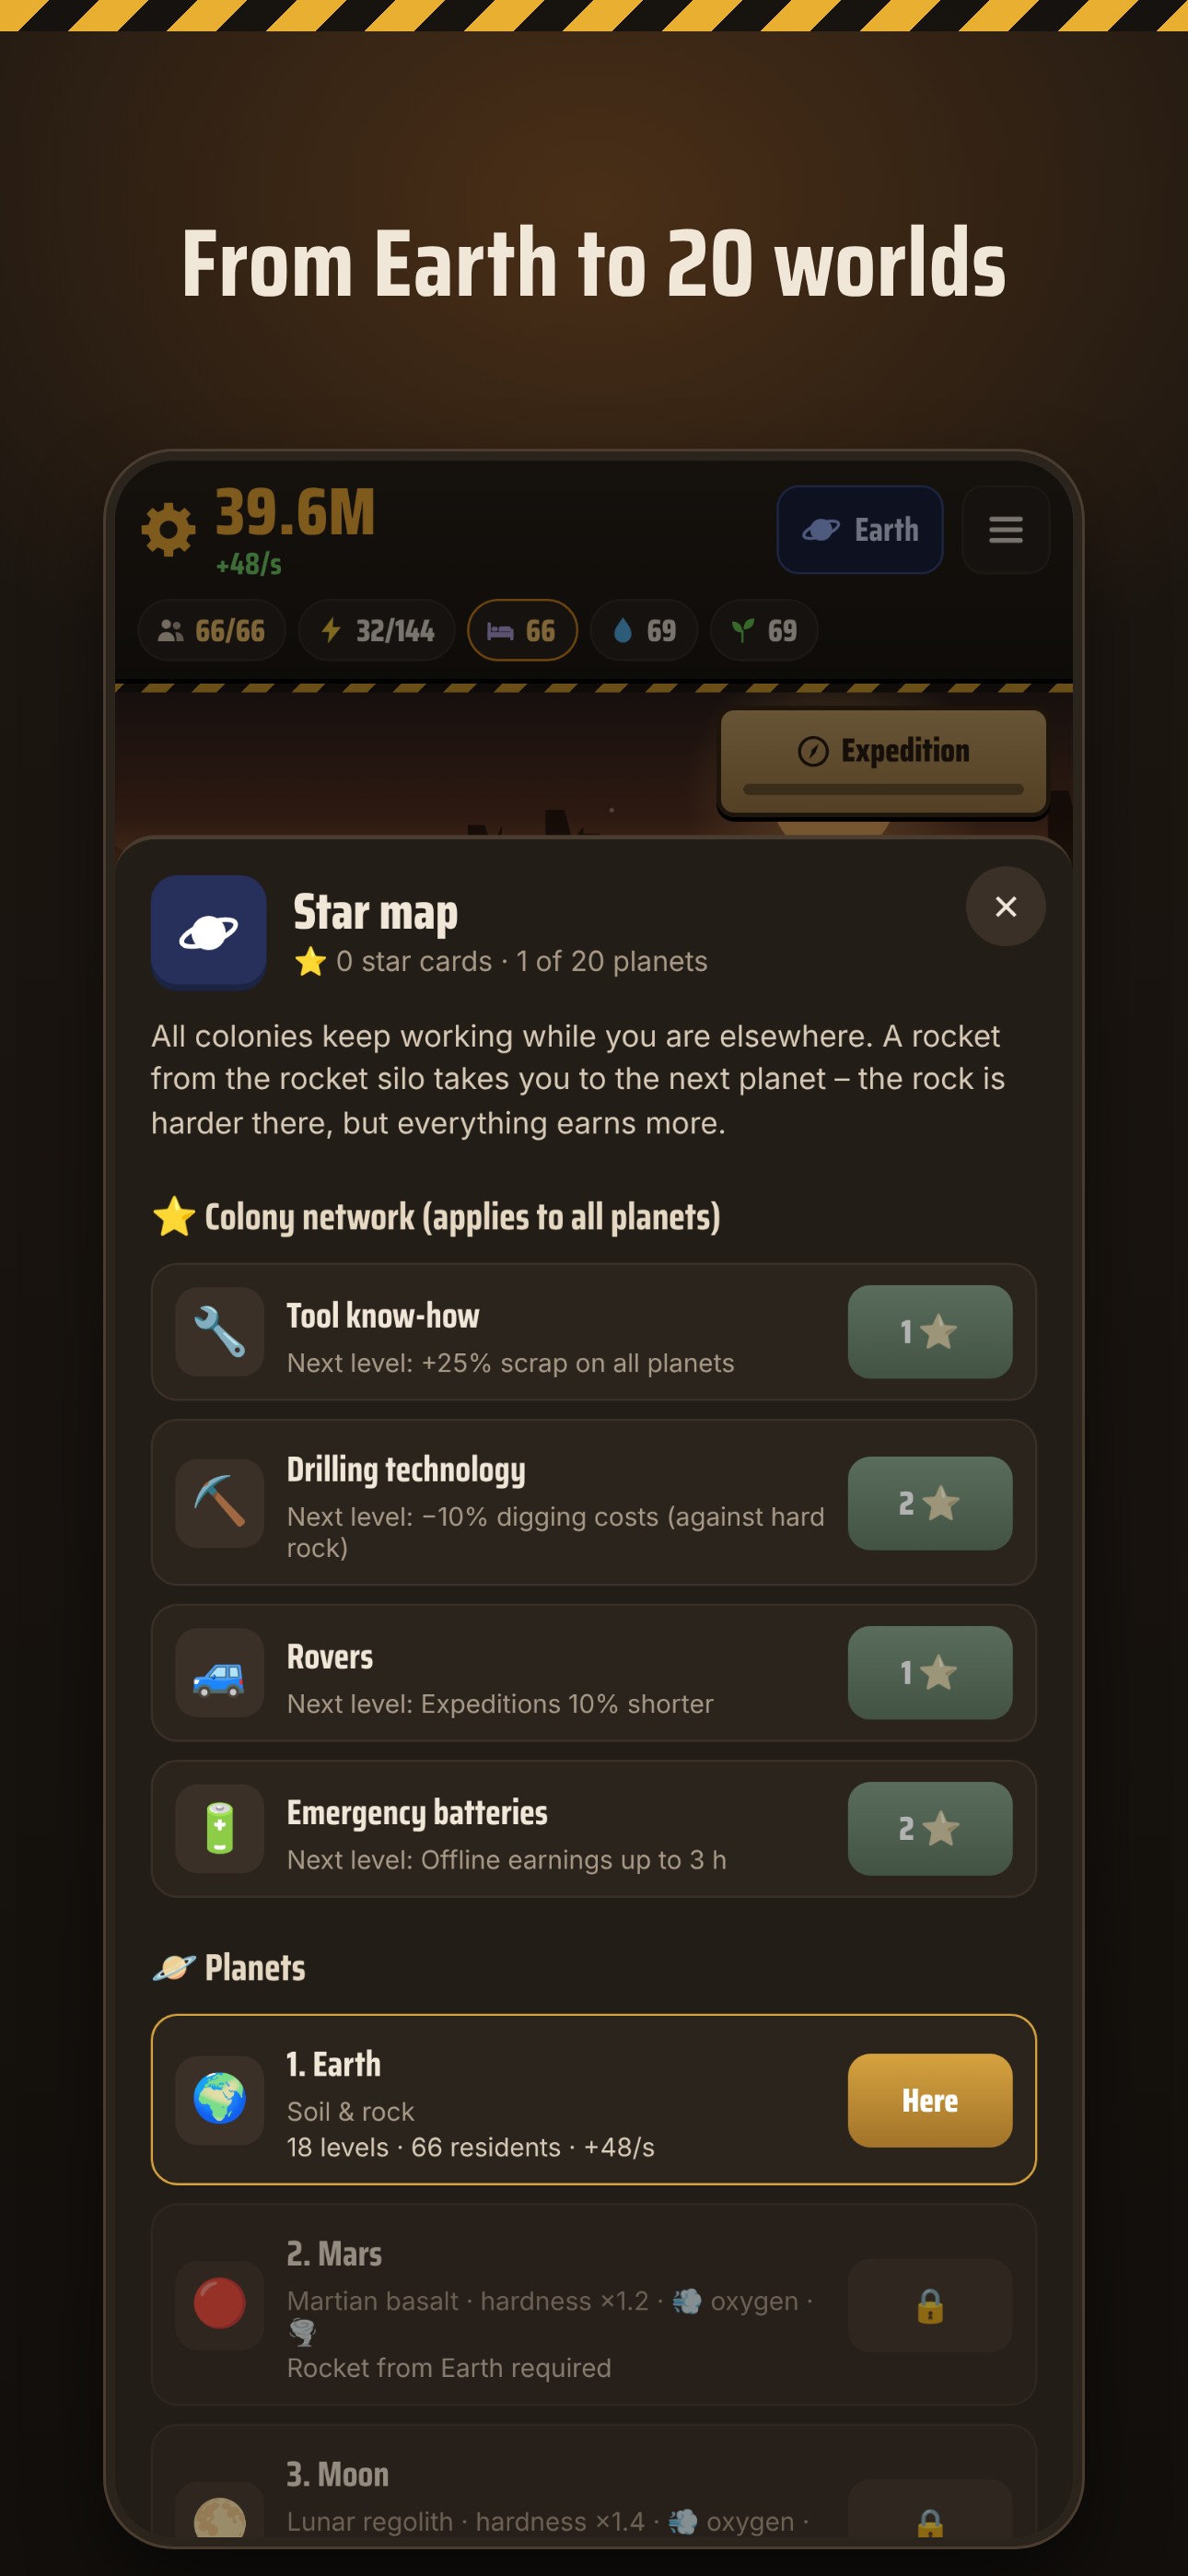 From Earth to 20 worlds
39.6M
+48/s
Earth
66/66
32/144
66
69
69
Expedition
Star map
0 star cards · 1 of 20 planets
All colonies keep working while you are elsewhere. A rocket
from the rocket silo takes you to the next planet – the rock is
harder there, but everything earns more.
Colony network (applies to all planets)
Tool know-how
Next level: +25% scrap on all planets
1
Drilling technology
Next level: −10% digging costs (against hard
rock)
2
Rovers
Next level: Expeditions 10% shorter
1
Emergency batteries
Next level: Offline earnings up to 3 h
2
Planets
1. Earth
Soil & rock
18 levels · 66 residents · +48/s
Here
2. Mars
Martian basalt · hardness ×1.2 · oxygen ·
Rocket from Earth required
3. Moon
Lunar regolith · hardness ×1.4 · oxygen ·